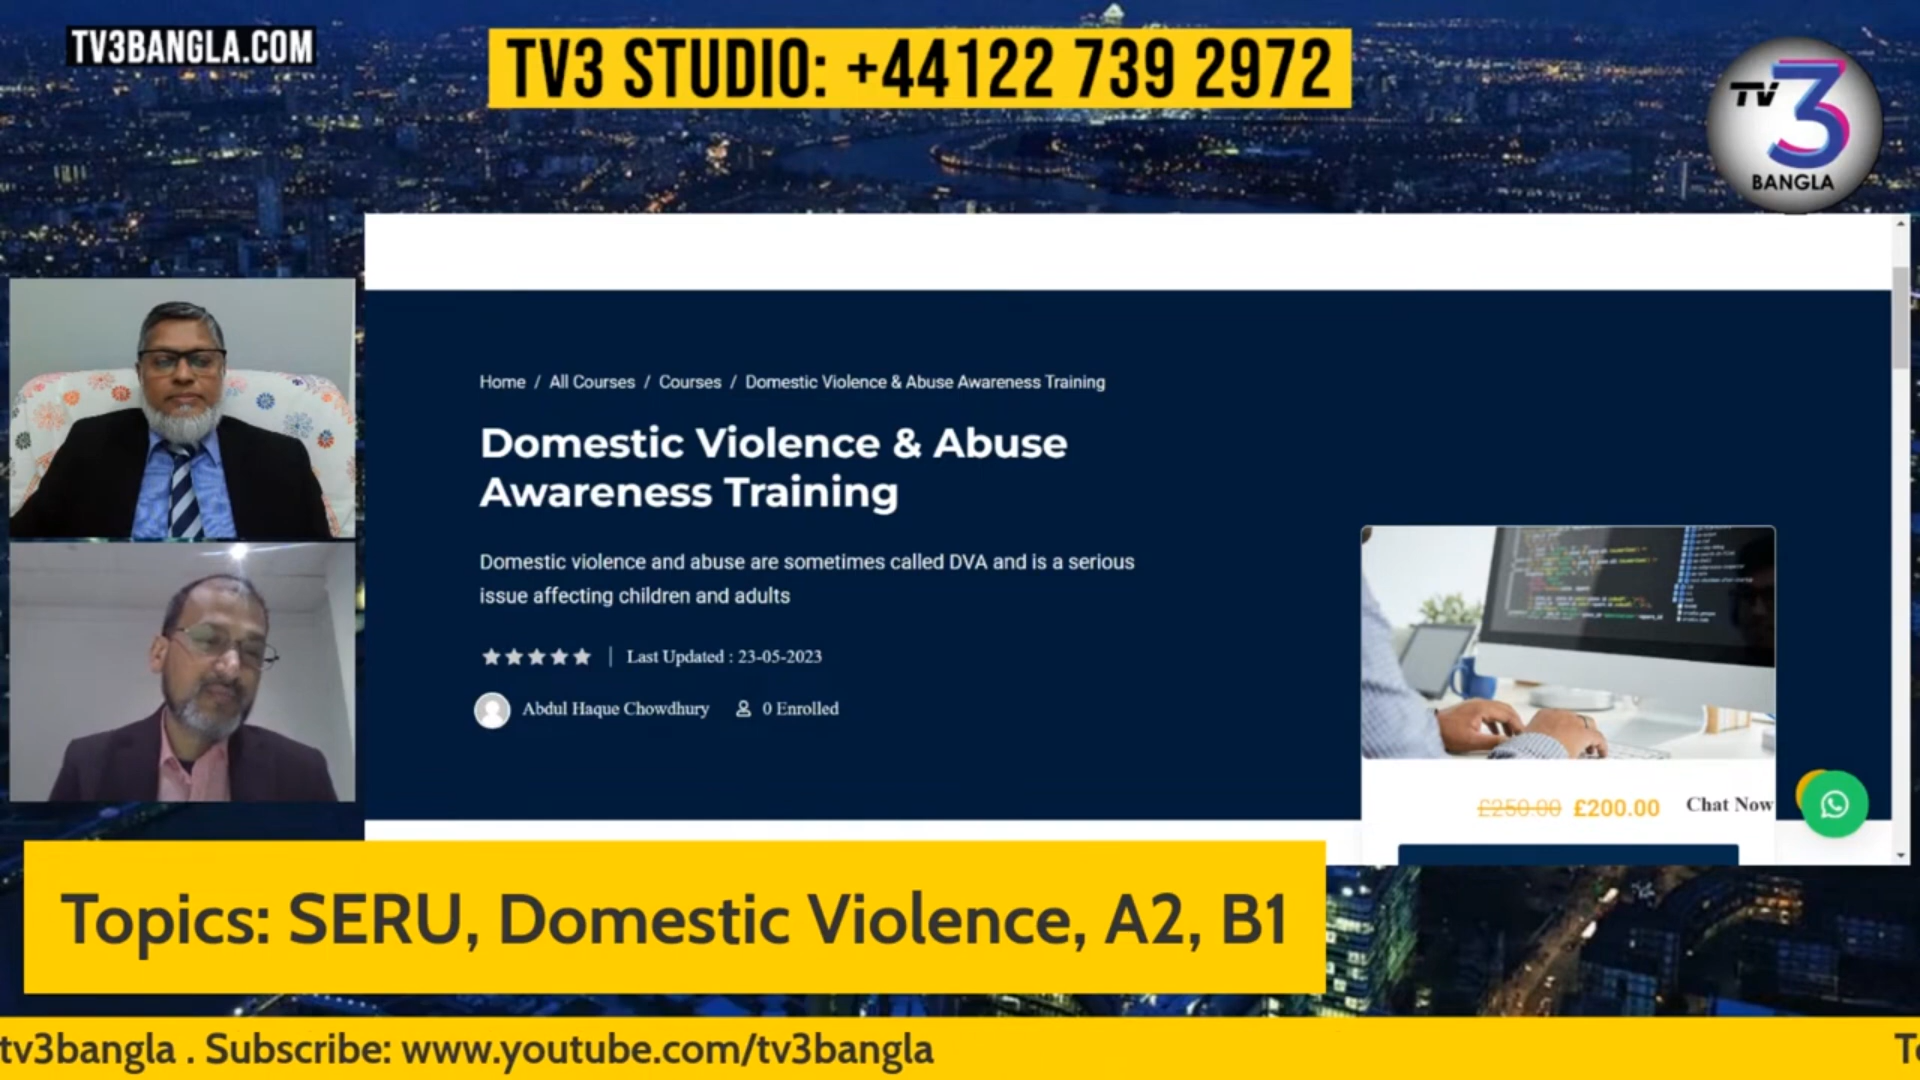 TV3BANGLA.COM
TV3 STUDIO: +44122 739 2972
TV3
BANGLA
Home / All Courses / Courses / Domestic Violence & Abuse Awareness Training
Domestic Violence & Abuse
Awareness Training
Domestic violence and abuse are sometimes called DVA and is a serious
issue affecting children and adults
Last Updated : 23-05-2023
Abdul Haque Chowdhury 0 Enrolled
£250.00 £200.00 Chat Now
Topics: SERU, Domestic Violence, A2, B1
tv3bangla . Subscribe: www.youtube.com/tv3bangla